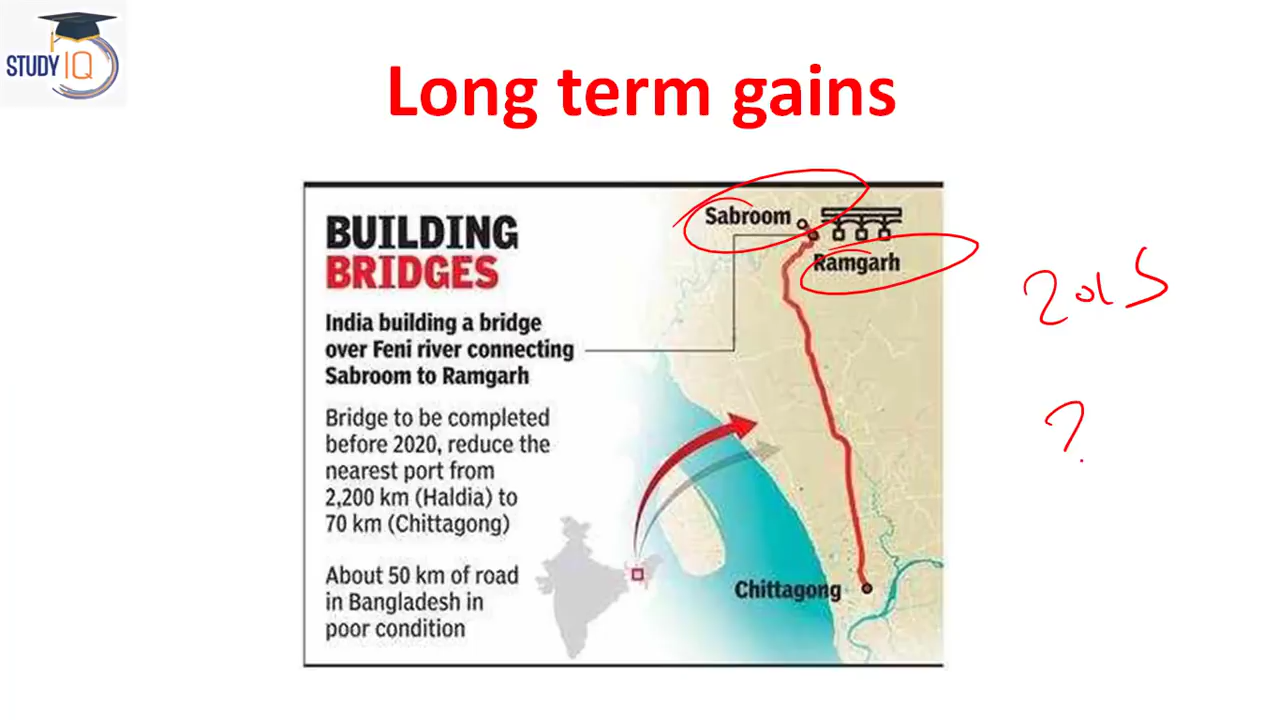 STUDY IQ
Long term gains
BUILDING
BRIDGES
India building a bridge
over Feni river connecting
Sabroom to Ramgarh
Bridge to be completed
before 2020, reduce the
nearest port from
2,200 km (Haldia) to
70 km (Chittagong)
About 50 km of road
in Bangladesh in
poor condition
Sabroom
Ramgarh
Chittagong
2015
?